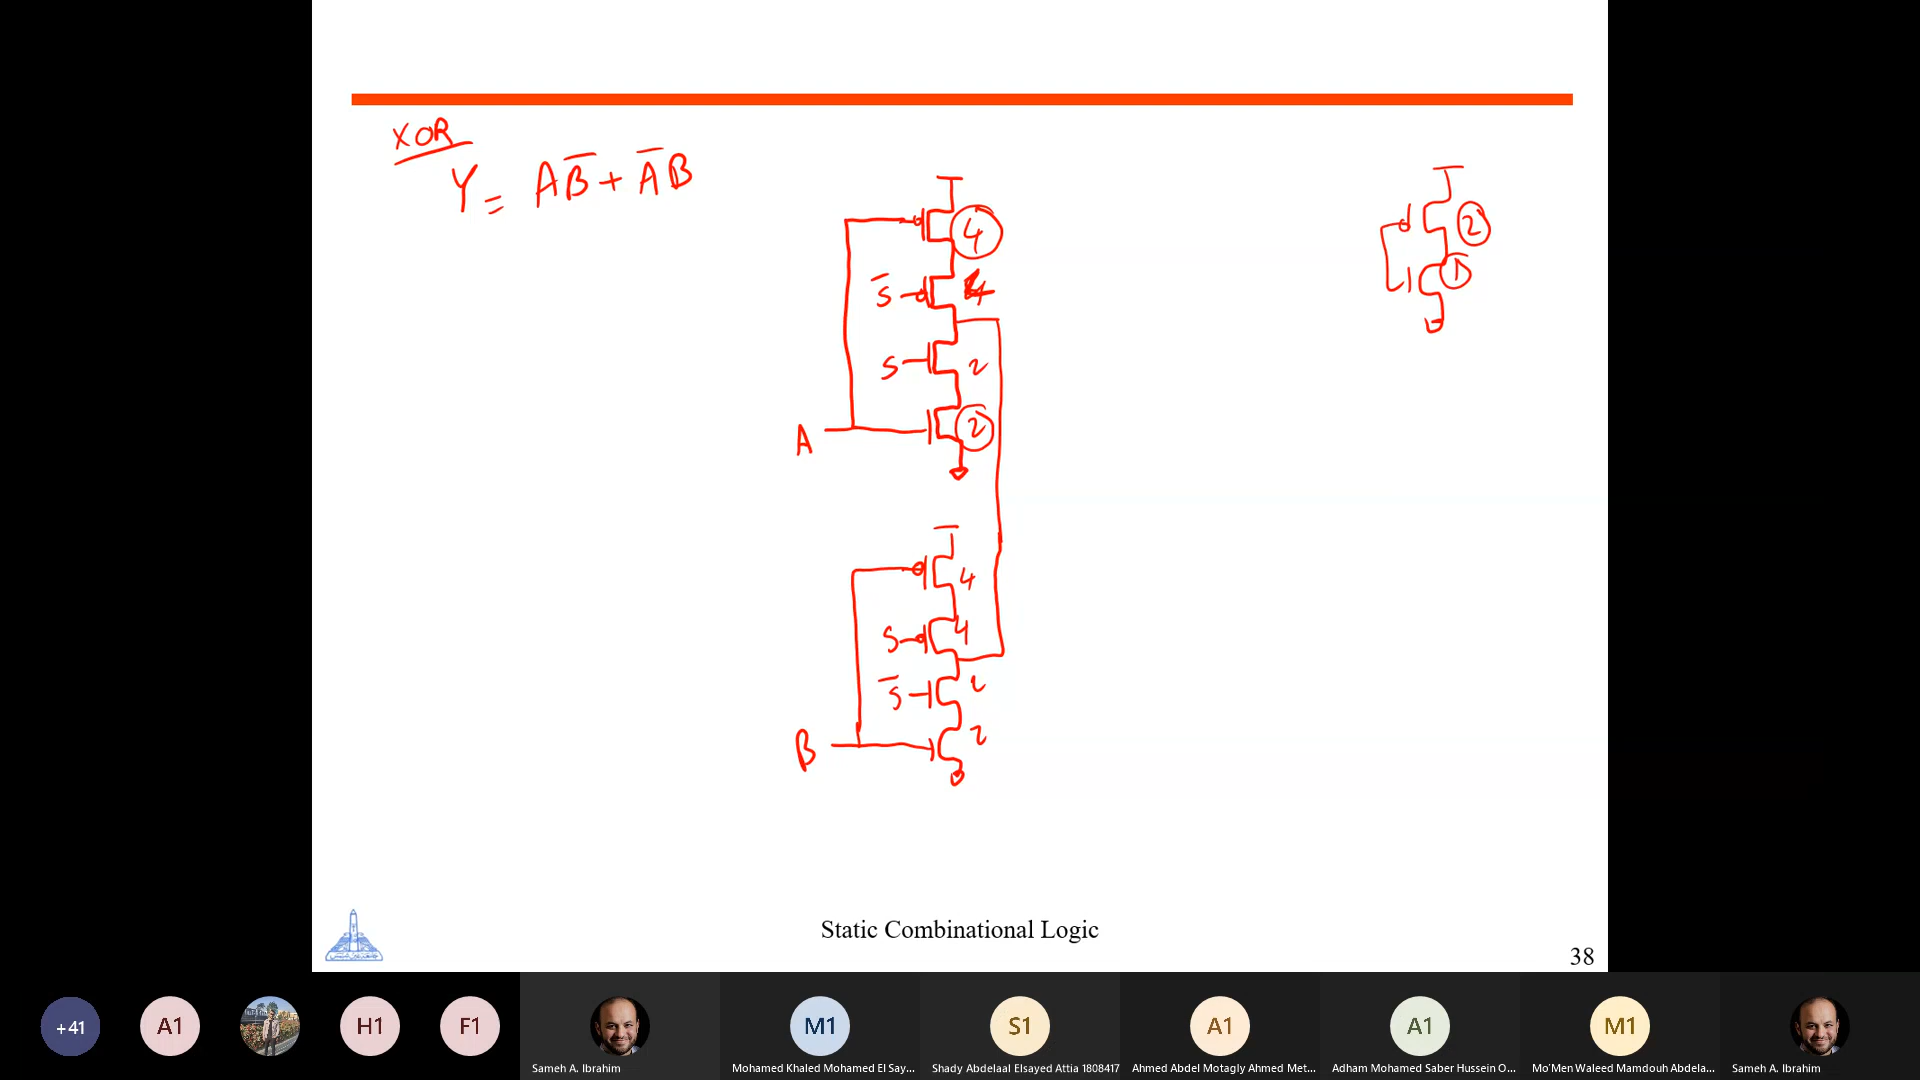 XOR
Y = AB̅ + A̅B
4
S̅ 4
S 2
A 2
4
S 4
S̅ 2
B 2
2
1
Static Combinational Logic
38
+41
A1
H1
F1
Sameh A. Ibrahim
M1
Mohamed Khaled Mohamed El Say...
S1
Shady Abdelaal Elsayed Attia 1808417
A1
Ahmed Abdel Motagly Ahmed Met...
A1
Adham Mohamed Saber Hussein O...
M1
Mo'Men Waleed Mamdouh Abdela...
Sameh A. Ibrahim